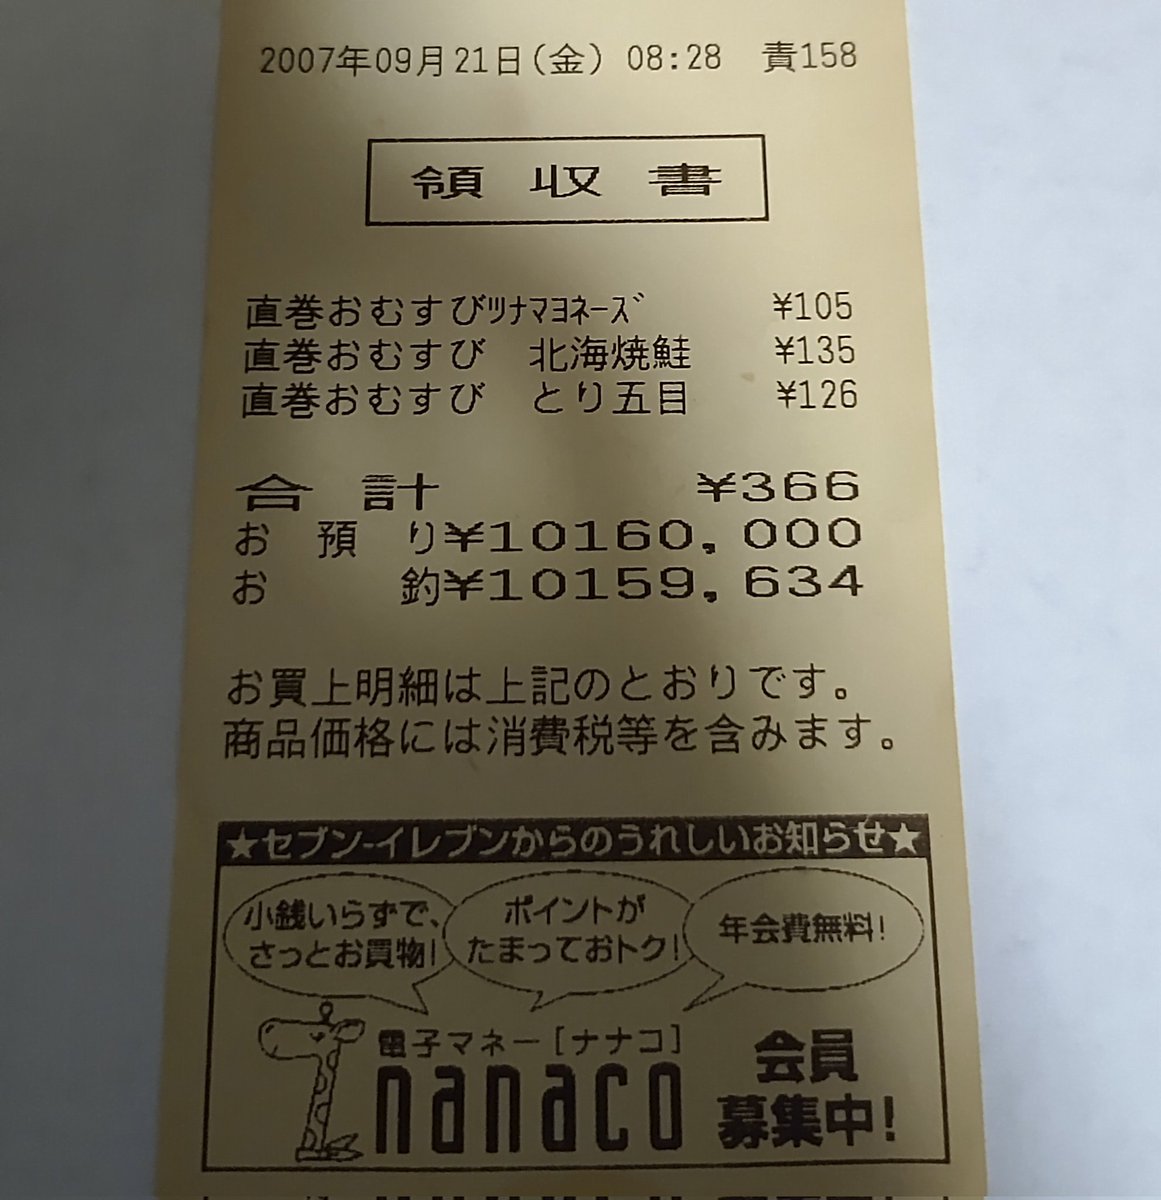 2007年09月21日(金) 08:28 責158
領収書
直巻おむすびﾂﾅﾏﾖﾈｰｽﾞ ¥105
直巻おむすび 北海焼鮭 ¥135
直巻おむすび とり五目 ¥126
合計 ¥366
お預り¥10160,000
お釣¥10159,634
お買上明細は上記のとおりです。
商品価格には消費税等を含みます。
★セブン-イレブンからのうれしいお知らせ★
小銭いらずで、
さっとお買物!
ポイントが
たまっておトク!
年会費無料!
電子マネー[ナナコ]
nanaco
会員
募集中!